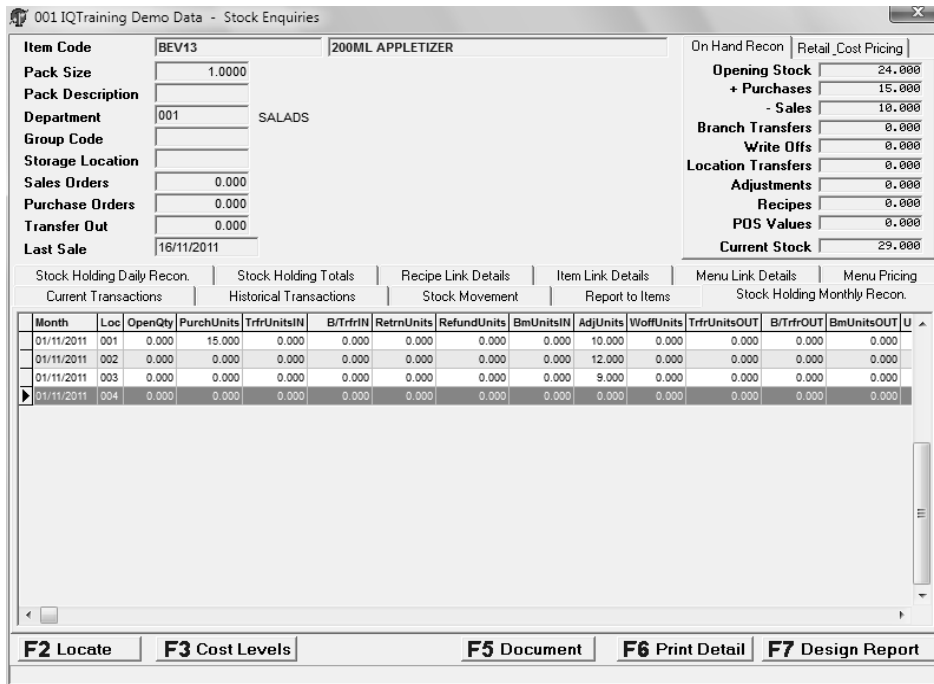 001 IQTraining Demo Data - Stock Enquiries
Item Code BEV13 200ML APPLETIZER
Pack Size 1.0000
Pack Description
Department 001 SALADS
Group Code
Storage Location
Sales Orders 0.000
Purchase Orders 0.000
Transfer Out 0.000
Last Sale 16/11/2011
On Hand Recon Retail_Cost Pricing
Opening Stock 24.000
+ Purchases 15.000
- Sales 10.000
Branch Transfers 0.000
Write Offs 0.000
Location Transfers 0.000
Adjustments 0.000
Recipes 0.000
POS Values 0.000
Current Stock 29.000
Stock Holding Daily Recon. Stock Holding Totals Recipe Link Details Item Link Details Menu Link Details Menu Pricing
Current Transactions Historical Transactions Stock Movement Report to Items Stock Holding Monthly Recon.
Month Loc OpenQty PurchUnits TrfrUnitsIN B/TrfrIN RetrnUnits RefundUnits BmUnitsIN AdjUnits WoffUnits TrfrUnitsOUT B/TrfrOUT BmUnitsOUT U
01/11/2011 001 0.000 15.000 0.000 0.000 0.000 0.000 0.000 10.000 0.000 0.000 0.000 0.000
01/11/2011 002 0.000 0.000 0.000 0.000 0.000 0.000 0.000 12.000 0.000 0.000 0.000 0.000
01/11/2011 003 0.000 0.000 0.000 0.000 0.000 0.000 0.000 9.000 0.000 0.000 0.000 0.000
01/11/2011 004 0.000 0.000 0.000 0.000 0.000 0.000 0.000 0.000 0.000 0.000 0.000 0.000
F2 Locate F3 Cost Levels F5 Document F6 Print Detail F7 Design Report